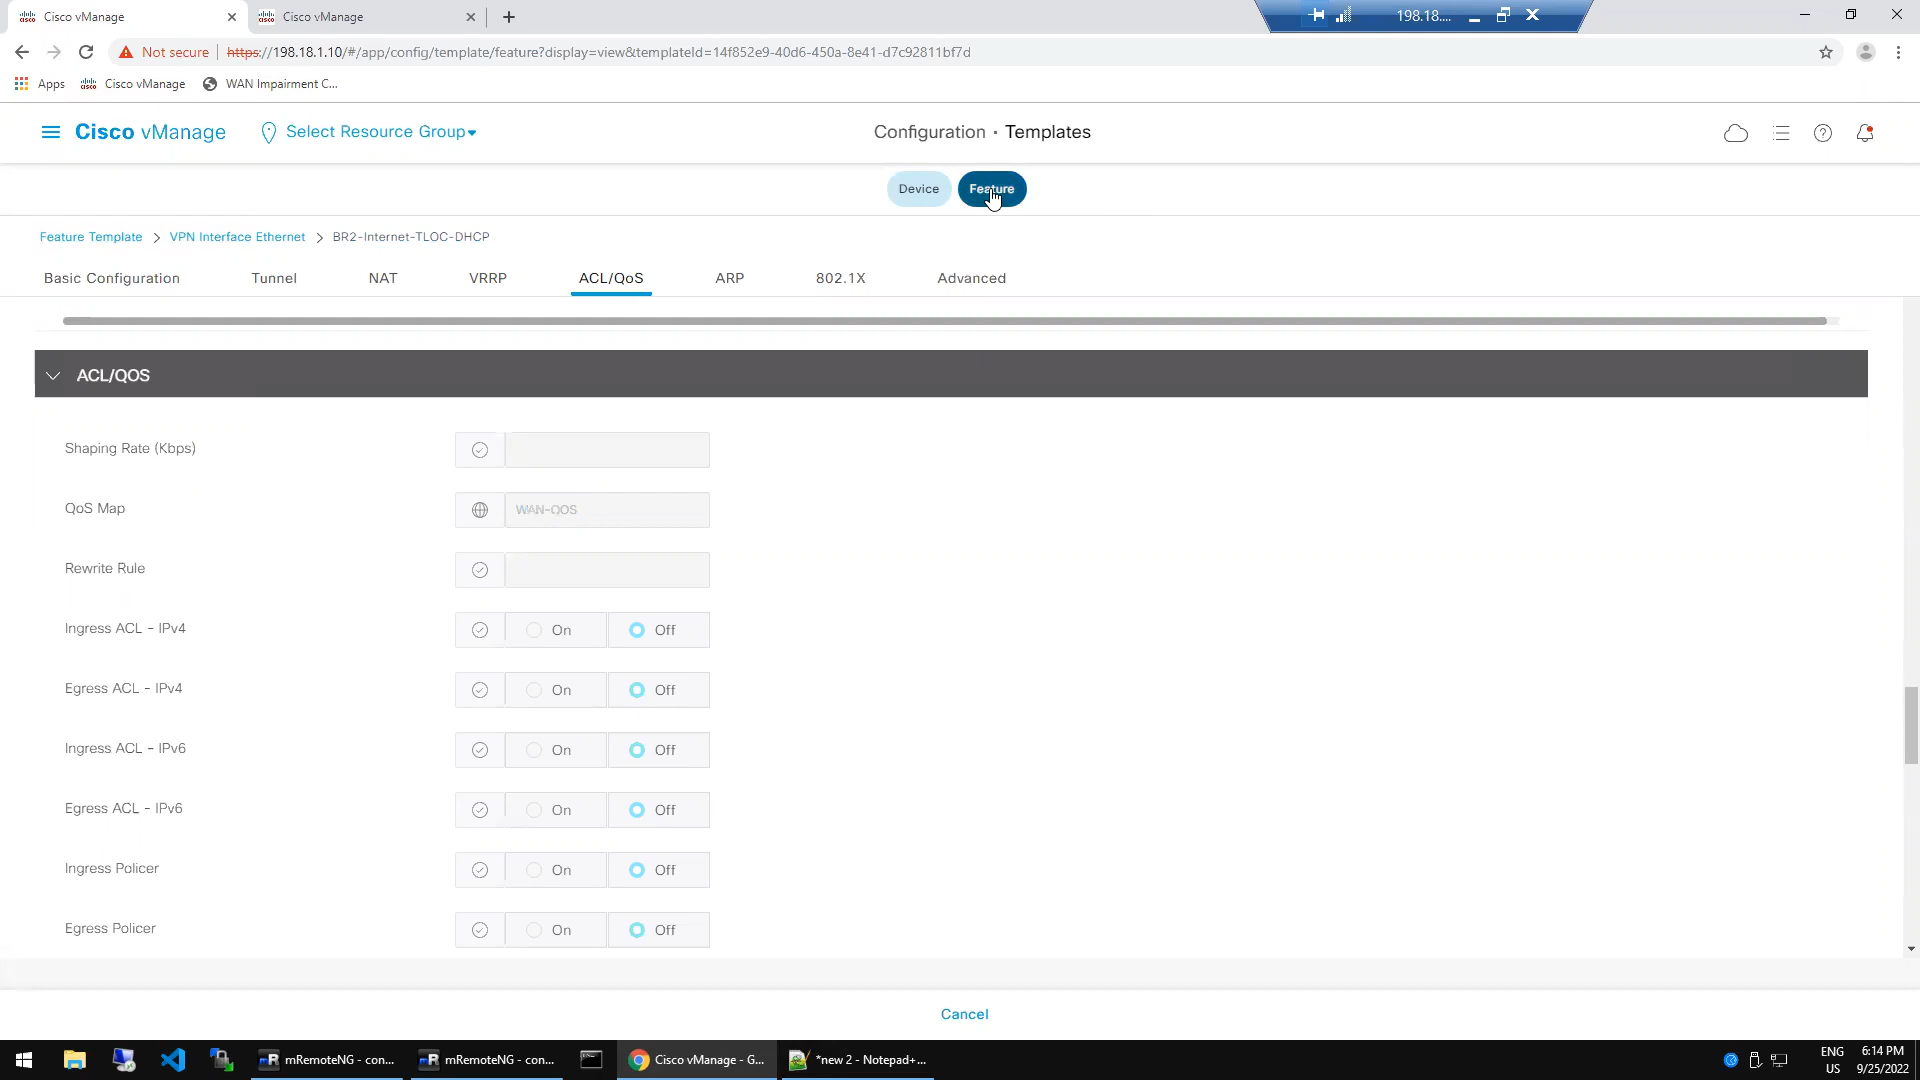 Cisco vManage
Cisco vManage
198.18....
Not secure
https://198.18.1.10/#/app/config/template/feature?display=view&templateId=14f852e9-40d6-450a-8e41-d7c92811bf7d
Apps
Cisco vManage
WAN Impairment C...
Cisco vManage
Select Resource Group
Configuration · Templates
Device
Feature
Feature Template > VPN Interface Ethernet > BR2-Internet-TLOC-DHCP
Basic Configuration
Tunnel
NAT
VRRP
ACL/QoS
ARP
802.1X
Advanced
ACL/QOS
Shaping Rate (Kbps)
QoS Map
WAN-QOS
Rewrite Rule
Ingress ACL - IPv4
On
Off
Egress ACL - IPv4
On
Off
Ingress ACL - IPv6
On
Off
Egress ACL - IPv6
On
Off
Ingress Policer
On
Off
Egress Policer
On
Off
Cancel
mRemoteNG - con...
mRemoteNG - con...
Cisco vManage - G...
*new 2 - Notepad+...
ENG
US
6:14 PM
9/25/2022